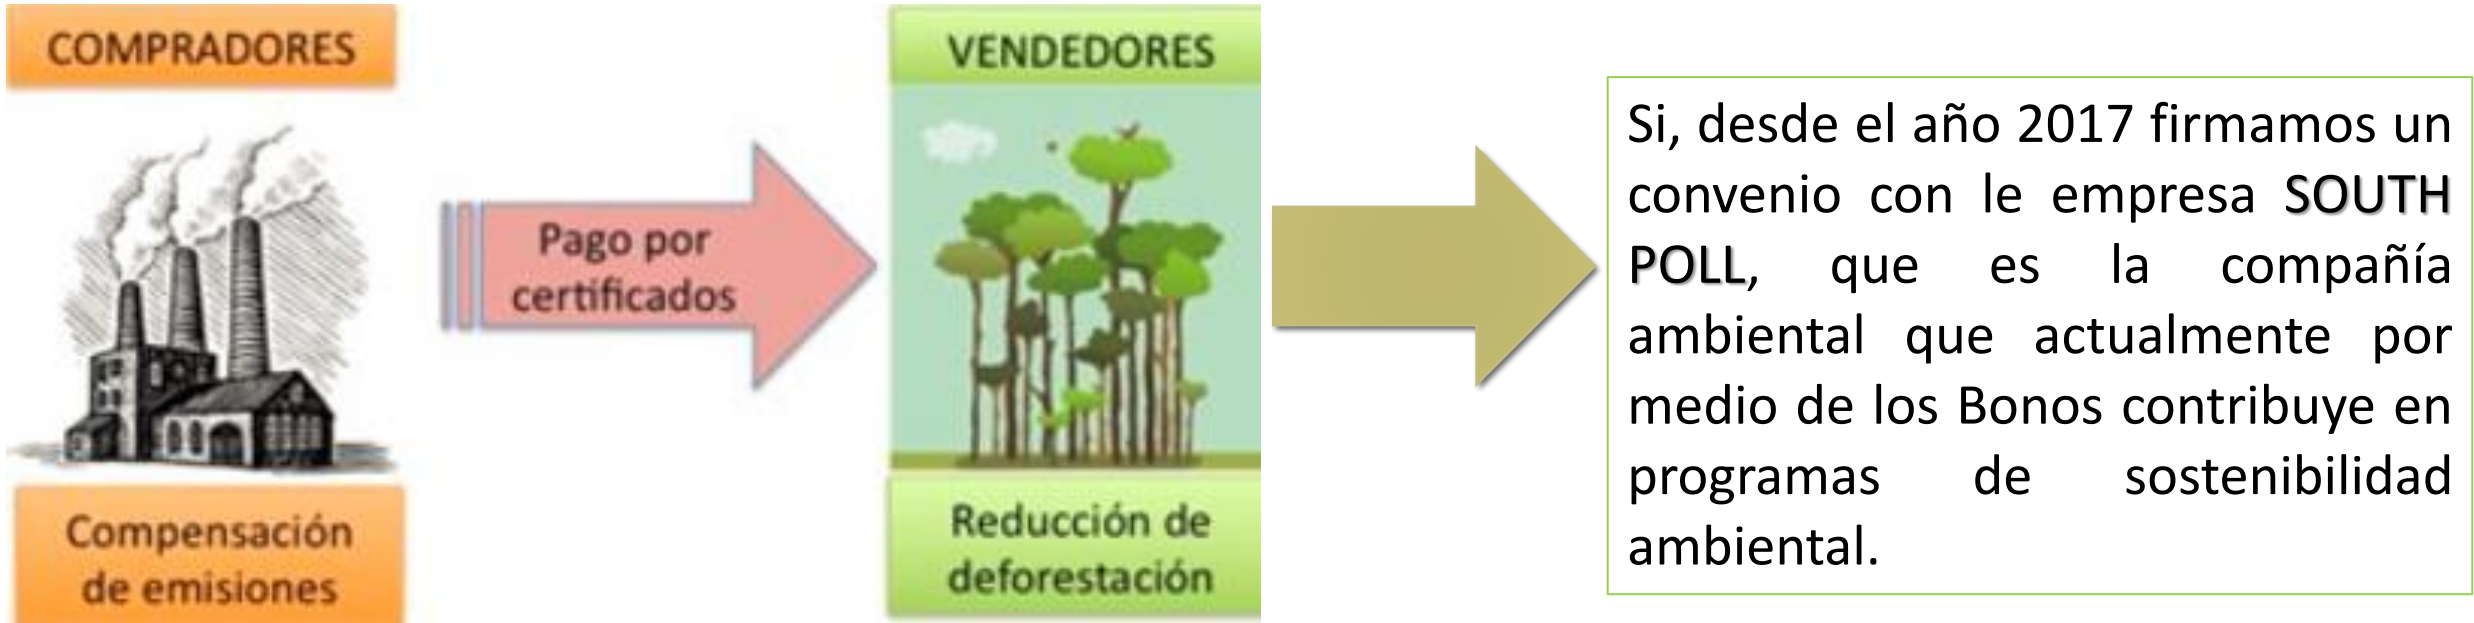 COMPRADORES
Compensación
de emisiones
Pago por
certificados
VENDEDORES
Reducción de
deforestación
Si, desde el año 2017 firmamos un
convenio con le empresa SOUTH
POLL, que es la compañía
ambiental que actualmente por
medio de los Bonos contribuye en
programas de sostenibilidad
ambiental.